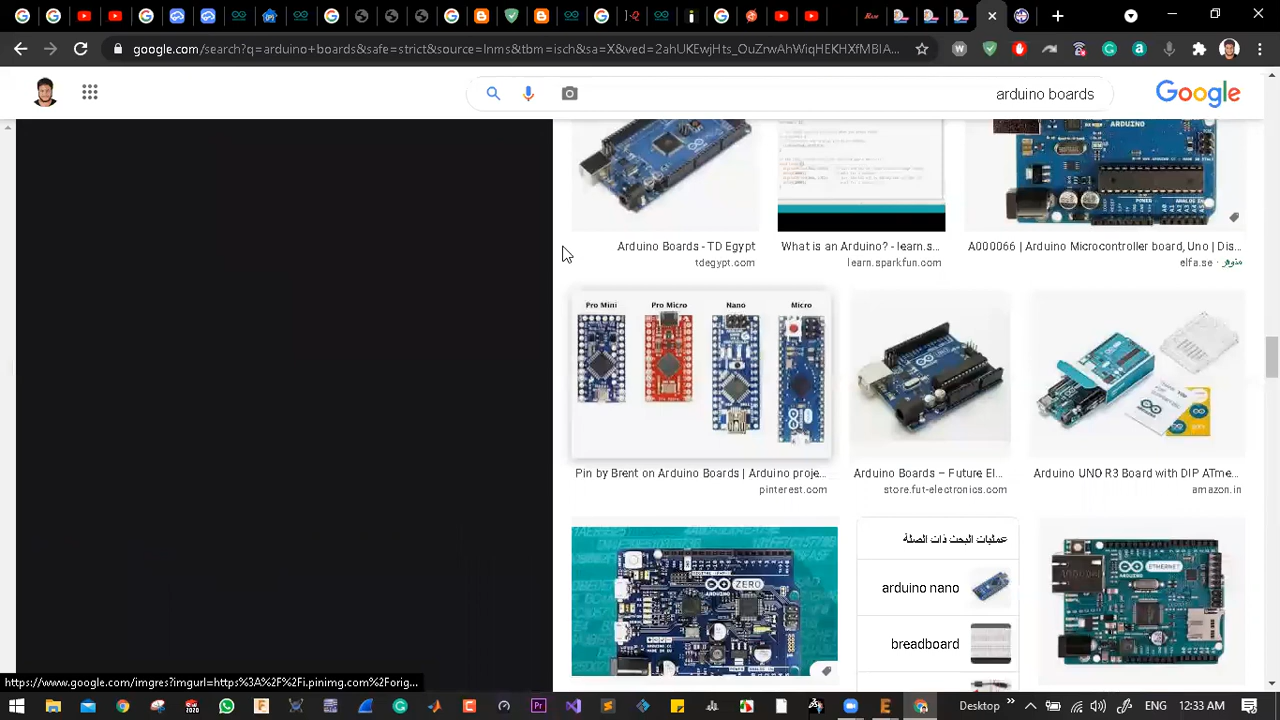 google.com/search?q=arduino+boards&safe=strict&source=lnms&tbm=isch&sa=X&ved=2ahUKEwjHts_OuZrwAhWiqHEKHXfMBIA...
arduino boards
Google
ARDUINO
Arduino Boards - TD Egypt
tdegypt.com
What is an Arduino? - learn.s...
learn.sparkfun.com
A000066 | Arduino Microcontroller board, Uno | Dis...
elfa.se · متوفر
Pro Mini
Pro Micro
Nano
Micro
Pin by Brent on Arduino Boards | Arduino proje...
pinterest.com
Arduino Boards – Future El...
store.fut-electronics.com
Arduino UNO R3 Board with DIP ATme...
amazon.in
ZERO
عمليات البحث ذات الصلة
arduino nano
breadboard
ETHERNET
ARDUINO
https://www.google.com/imgres?imgurl=https%3A%2F%2Fi.pinimg.com%2Forig...
Desktop
ENG
12:33 AM